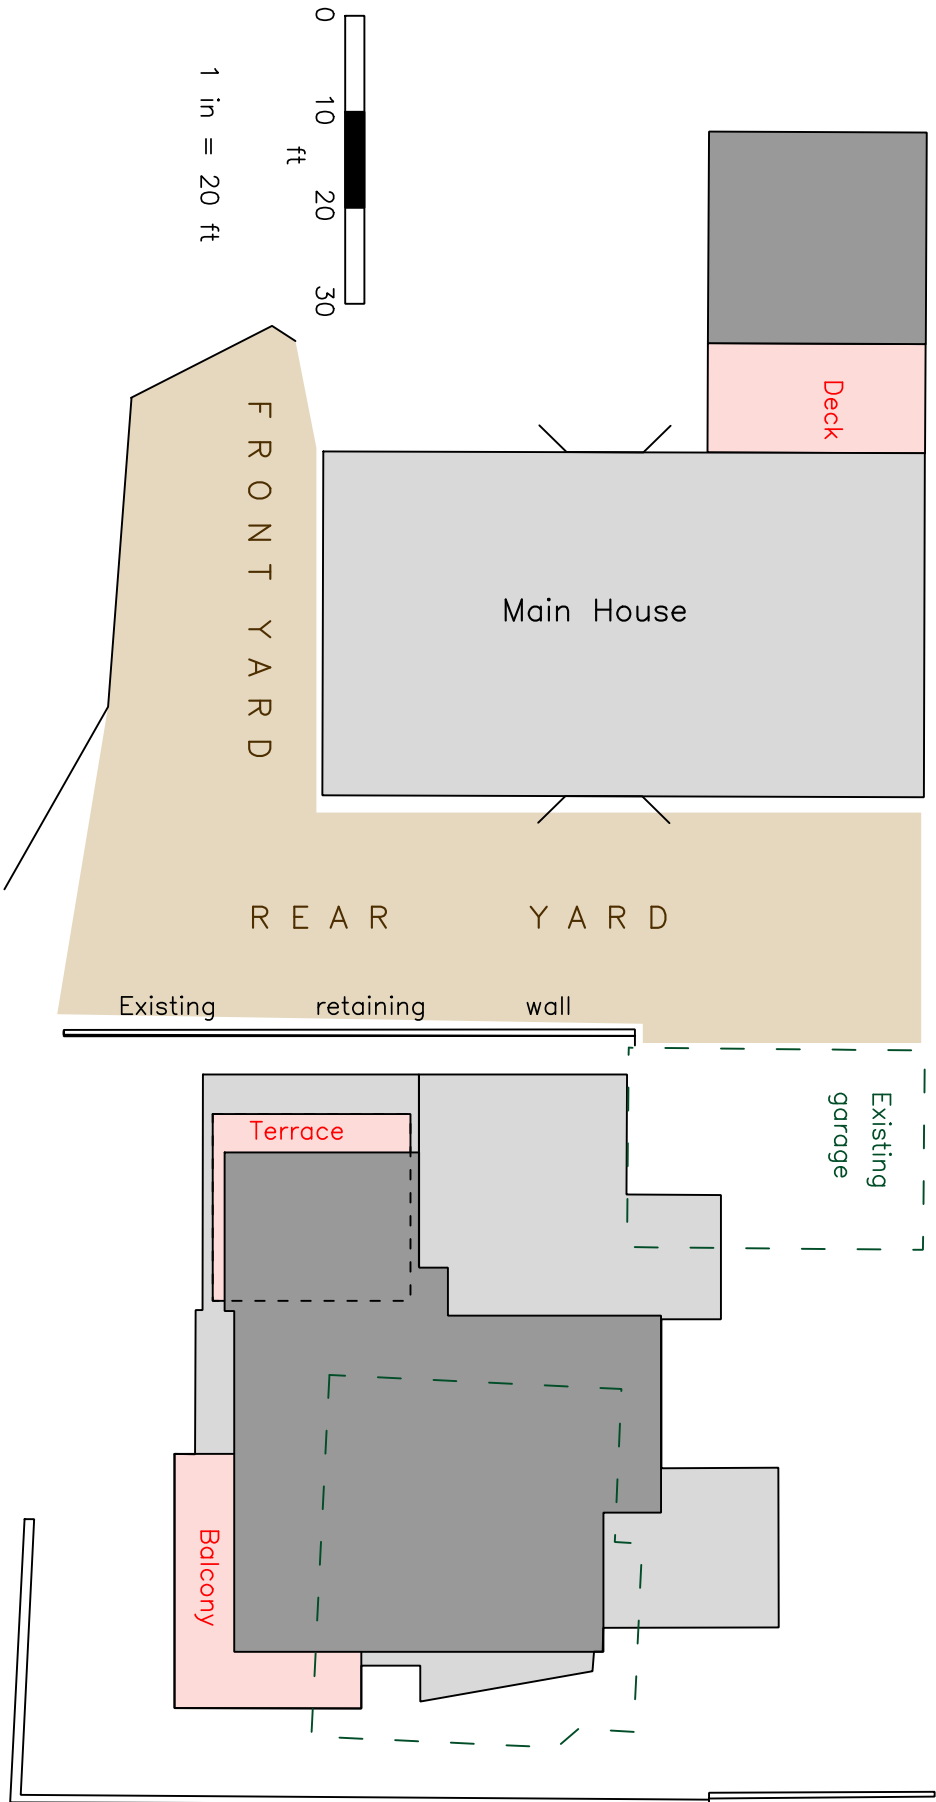 0 10 20 30
ft
1 in = 20 ft
Deck
FRONT YARD
Main House
REAR YARD
Existing retaining wall
Existing
garage
Terrace
Balcony